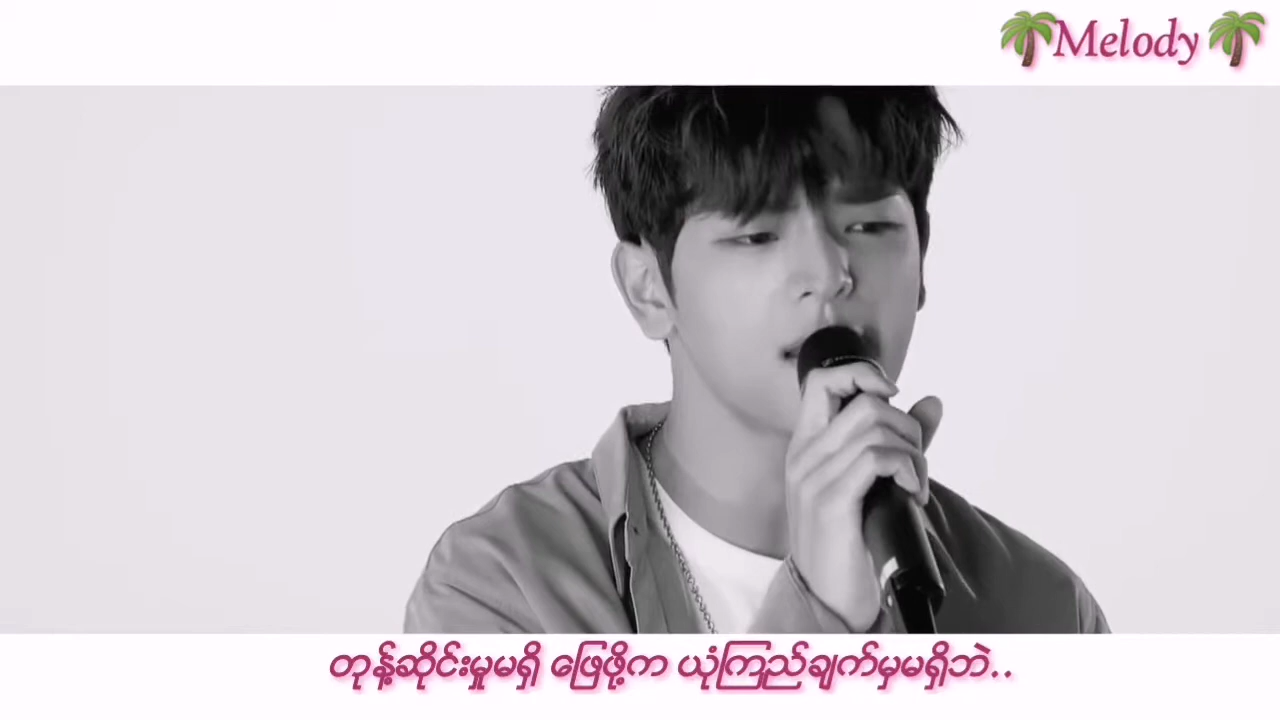 🌴Melody🌴
တုန့်ဆိုင်းမှုမရှိ ဖြေဖို့က ယုံကြည်ချက်မှမရှိဘဲ..